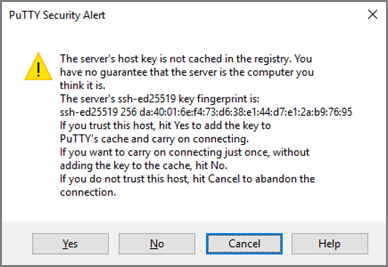 PuTTY Security Alert
The server's host key is not cached in the registry. You
have no guarantee that the server is the computer you
think it is.
The server's ssh-ed25519 key fingerprint is:
ssh-ed25519 256 da:40:01:6e:f4:73:d6:38:e1:44:d7:e1:2a:b9:76:95
If you trust this host, hit Yes to add the key to
PuTTY's cache and carry on connecting.
If you want to carry on connecting just once, without
adding the key to the cache, hit No.
If you do not trust this host, hit Cancel to abandon the
connection.
Yes No Cancel Help